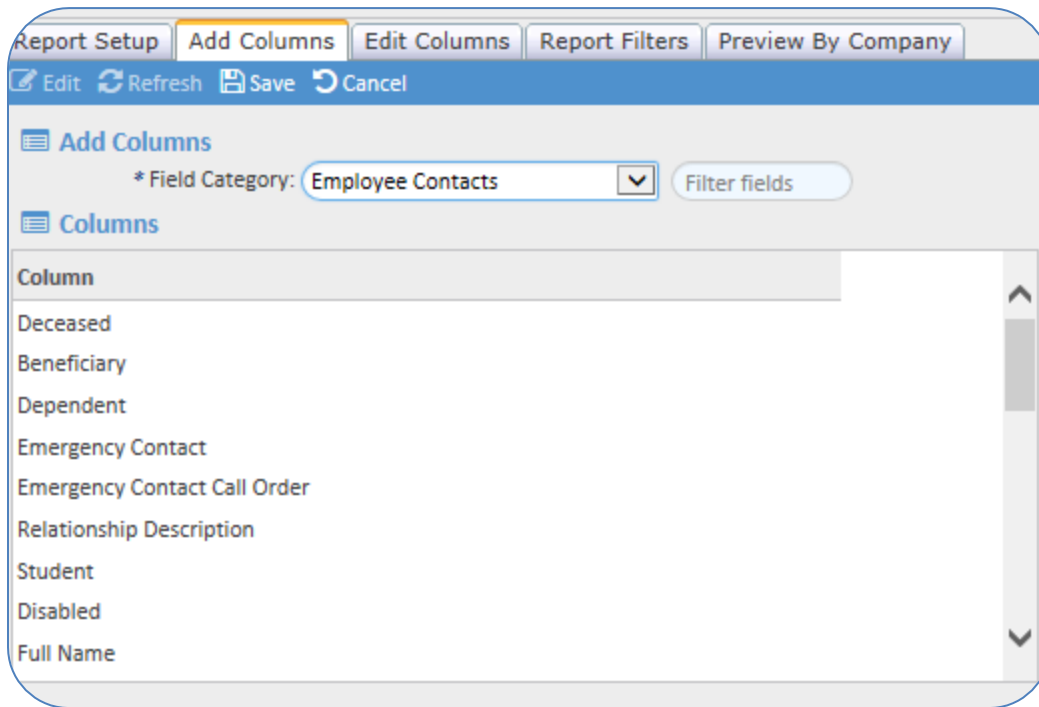 Report Setup Add Columns Edit Columns Report Filters Preview By Company
Edit Refresh Save Cancel
Add Columns
* Field Category: Employee Contacts Filter fields
Columns
Column
Deceased
Beneficiary
Dependent
Emergency Contact
Emergency Contact Call Order
Relationship Description
Student
Disabled
Full Name